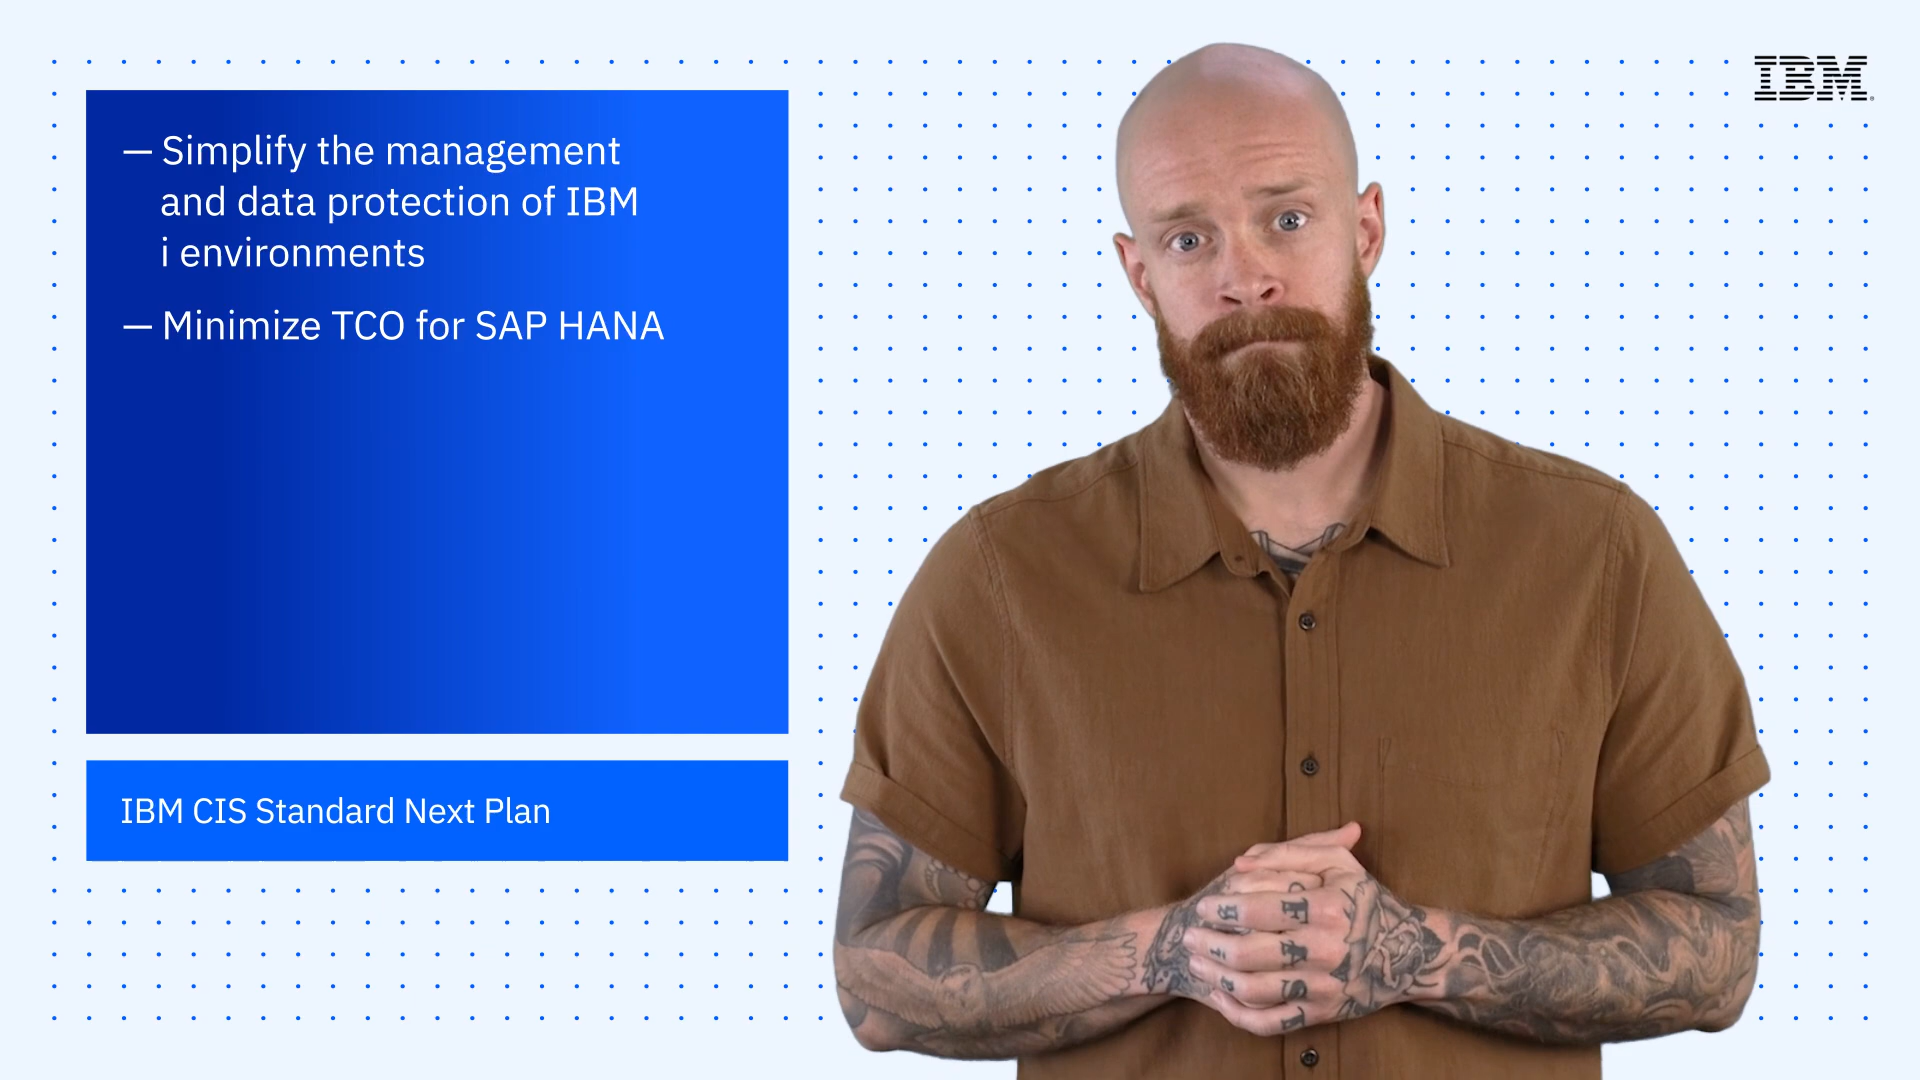 IBM
— Simplify the management
and data protection of IBM
i environments
— Minimize TCO for SAP HANA
IBM CIS Standard Next Plan
FAST